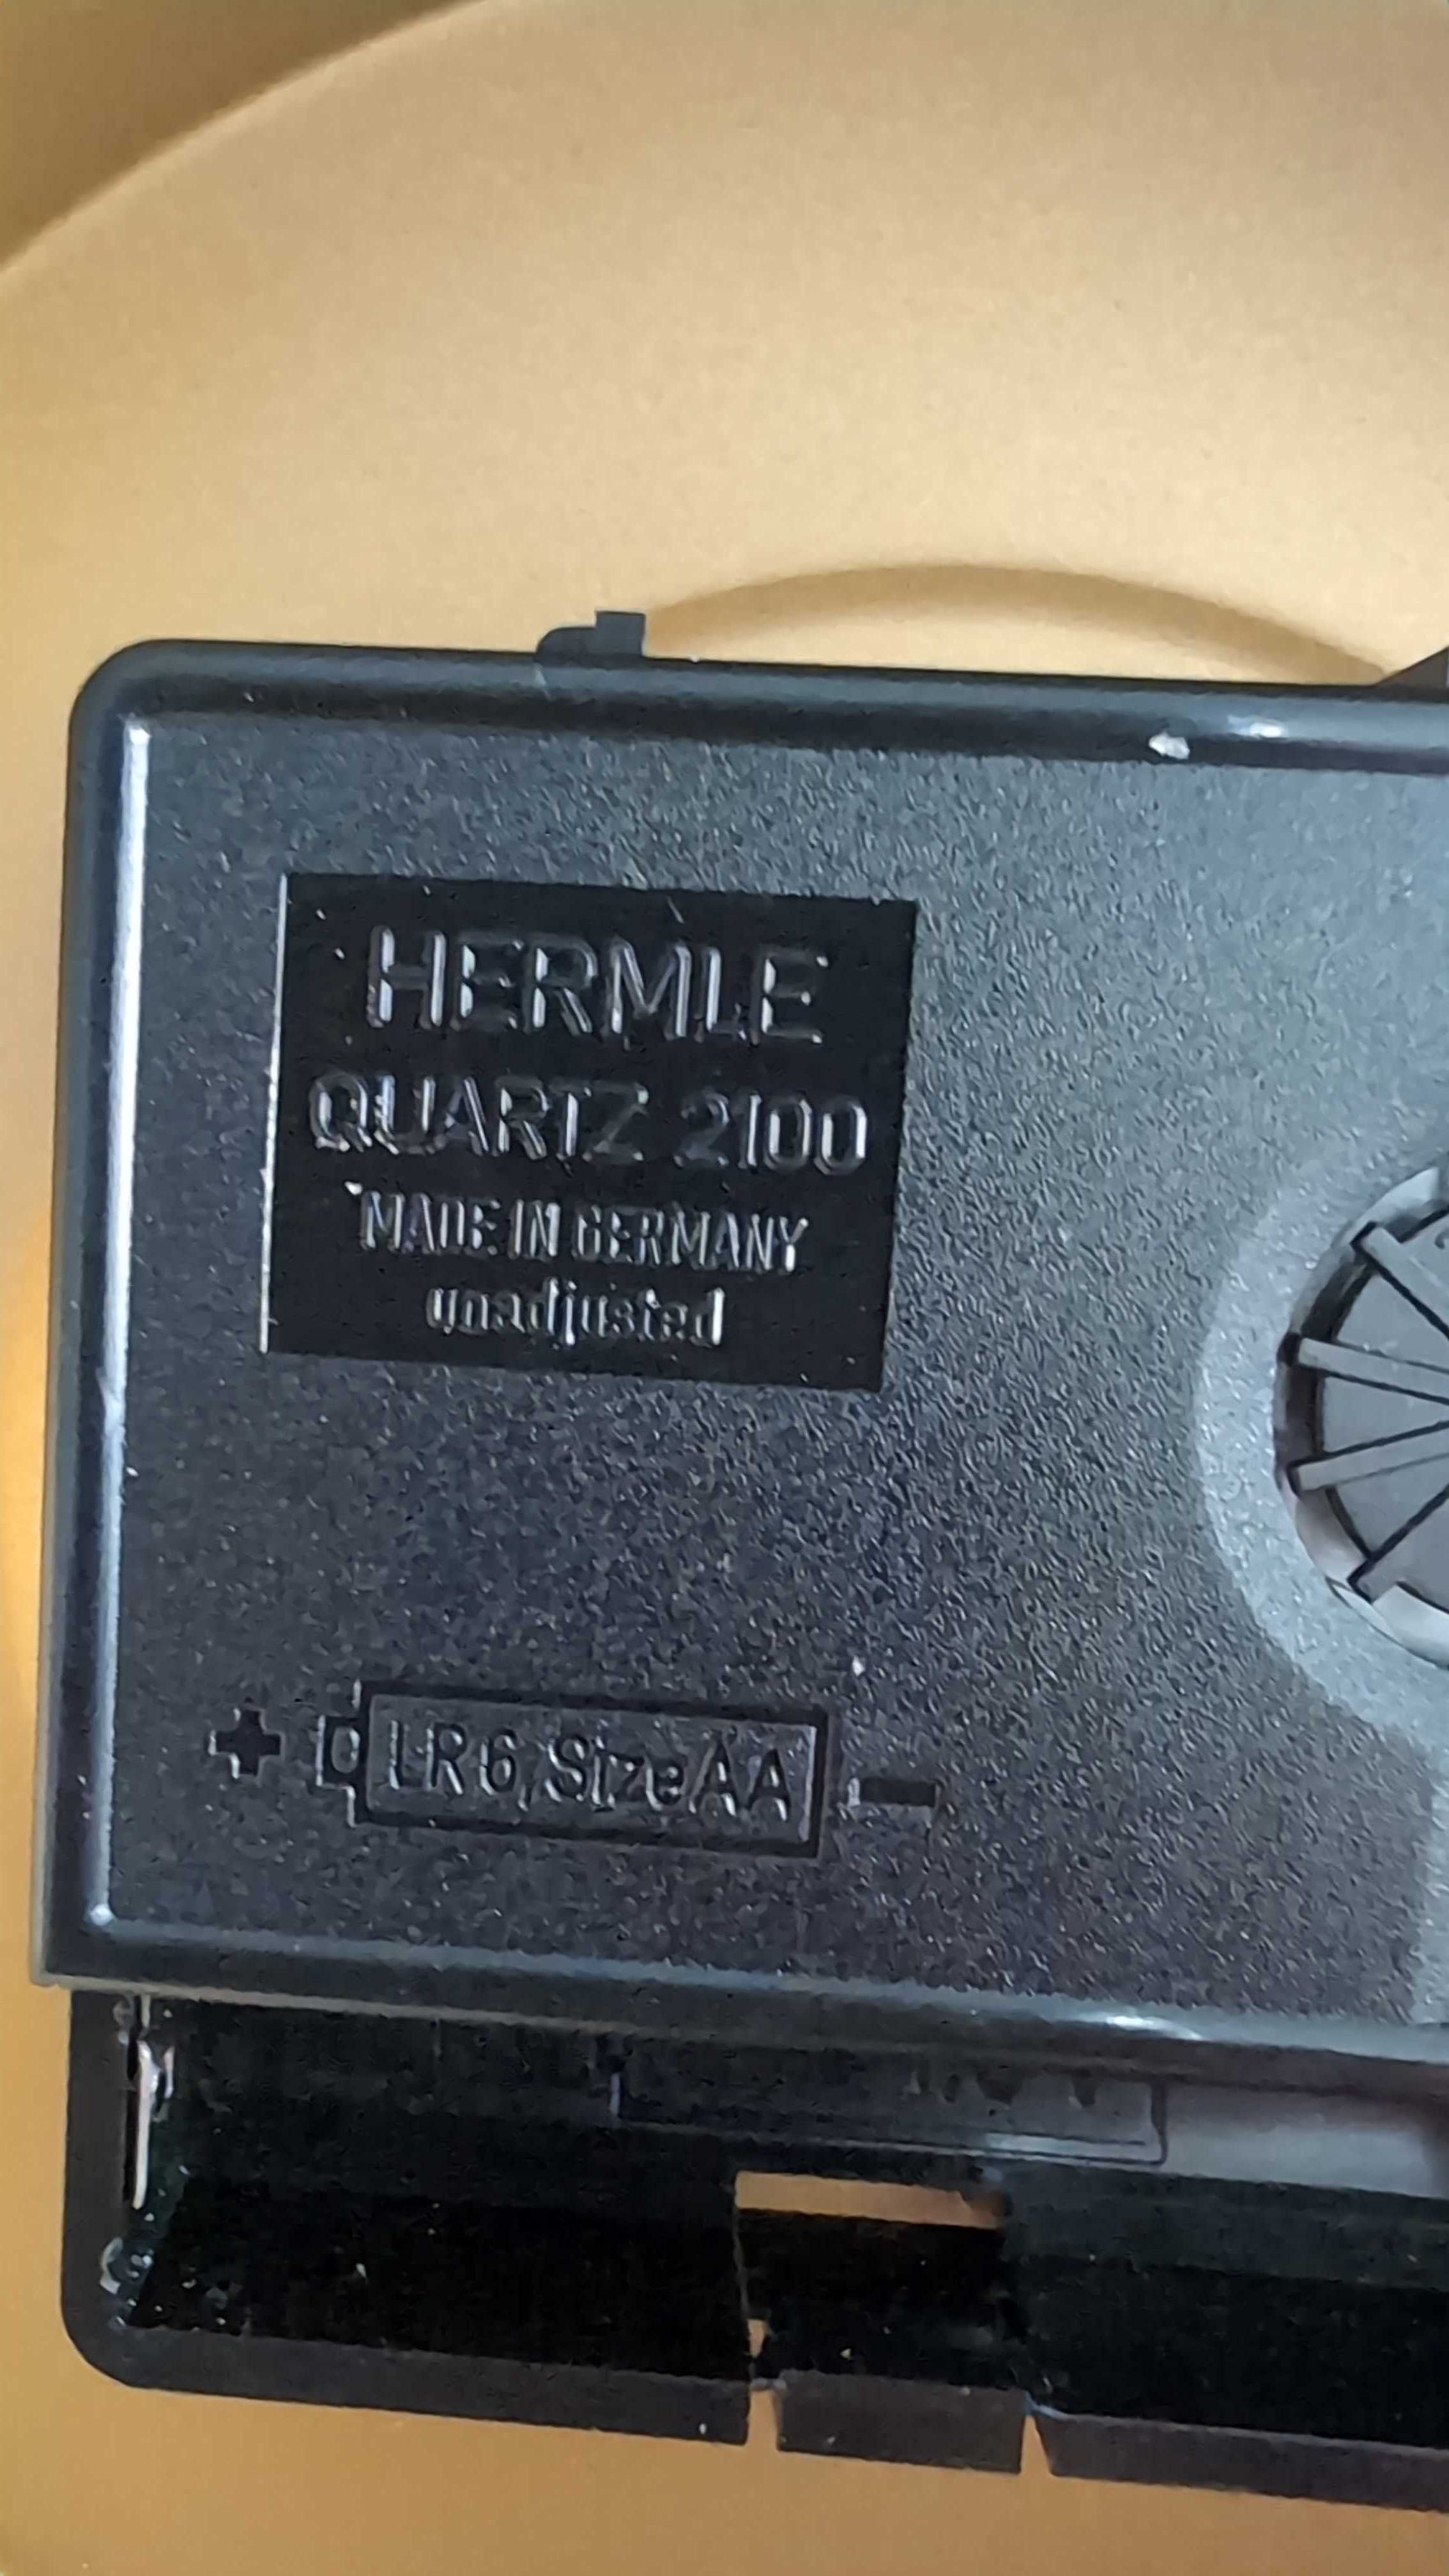 HERMLE
QUARTZ 2100
MADE IN GERMANY
unadjusted
+ LR6, Size AA −